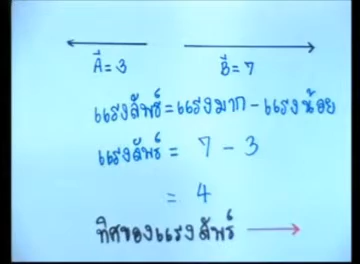 A = 3 B = 7
แรงลัพธ์ = แรงมาก - แรงน้อย
แรงลัพธ์ = 7 - 3
= 4
ทิศของแรงลัพธ์